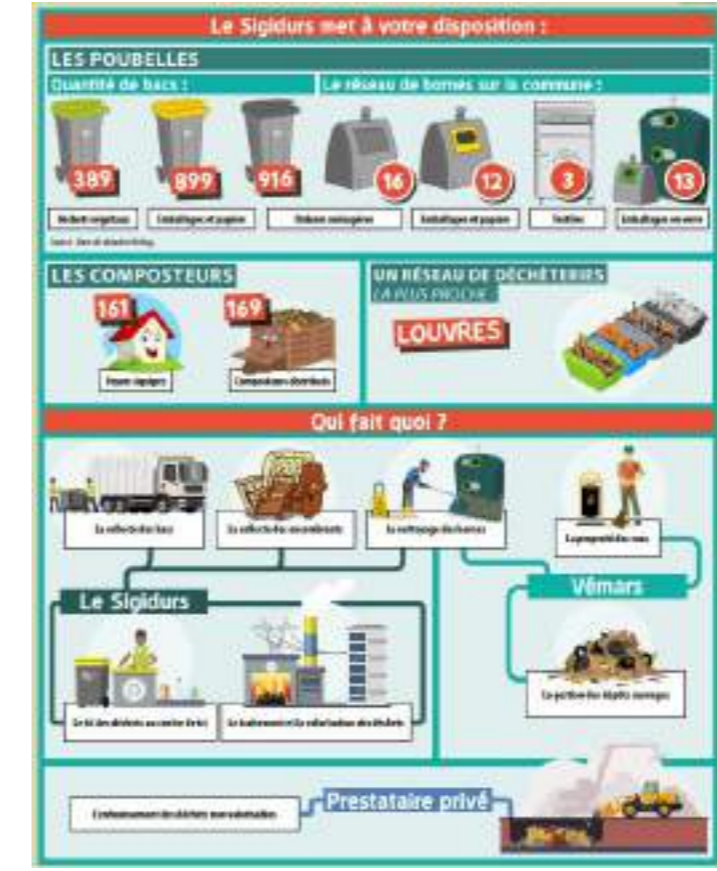 Le Sigidurs met à votre disposition :
LES POUBELLES
Quantité de bacs :
Le réseau de bornes sur la commune :
389
899
916
16
12
3
13
Déchets végétaux
Emballages et papiers
Ordures ménagères
Emballages et papiers
Textiles
Emballages en verre
LES COMPOSTEURS
161
169
Foyers équipés
Composteurs distribués
UN RÉSEAU DE DÉCHÈTERIES
LA PLUS PROCHE :
LOUVRES
Qui fait quoi ?
La collecte des bacs
La collecte des encombrants
Le nettoyage des bornes
La propreté des rues
Le Sigidurs
Vémars
Le tri des déchets au centre de tri
Le traitement et la valorisation des déchets
La gestion des dépôts sauvages
L'enfouissement des déchets non valorisables
Prestataire privé